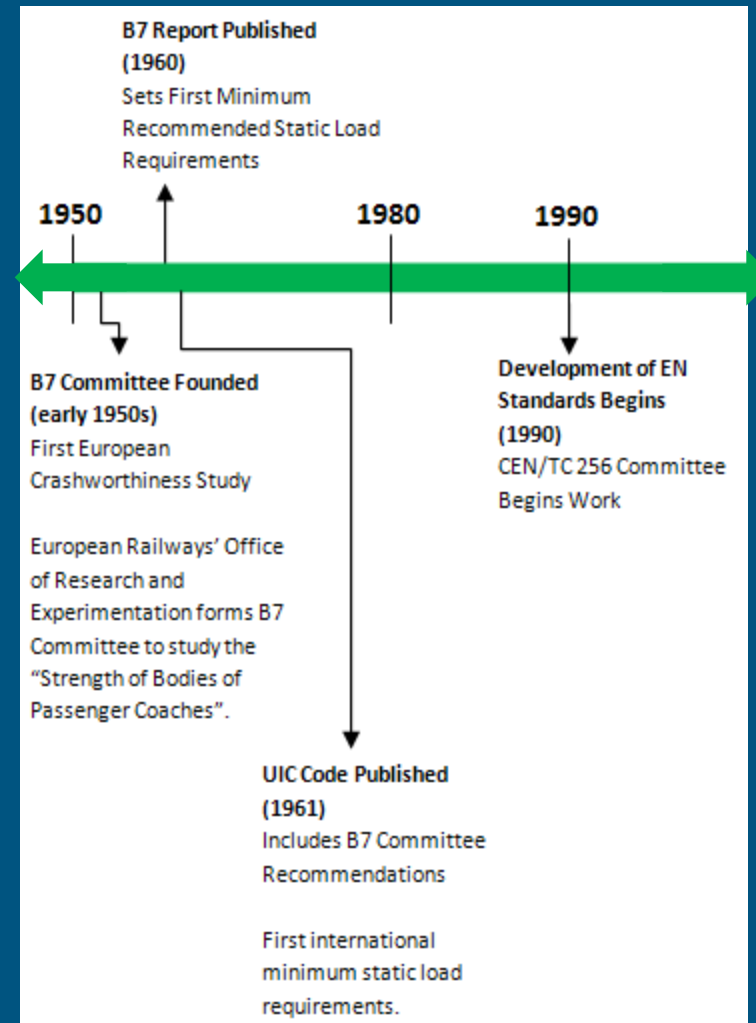 B7 Report Published
(1960)
Sets First Minimum
Recommended Static Load
Requirements
1950
1980
1990
B7 Committee Founded
(early 1950s)
First European
Crashworthiness Study
European Railways’ Office
of Research and
Experimentation forms B7
Committee to study the
“Strength of Bodies of
Passenger Coaches”.
Development of EN
Standards Begins
(1990)
CEN/TC 256 Committee
Begins Work
UIC Code Published
(1961)
Includes B7 Committee
Recommendations
First international
minimum static load
requirements.